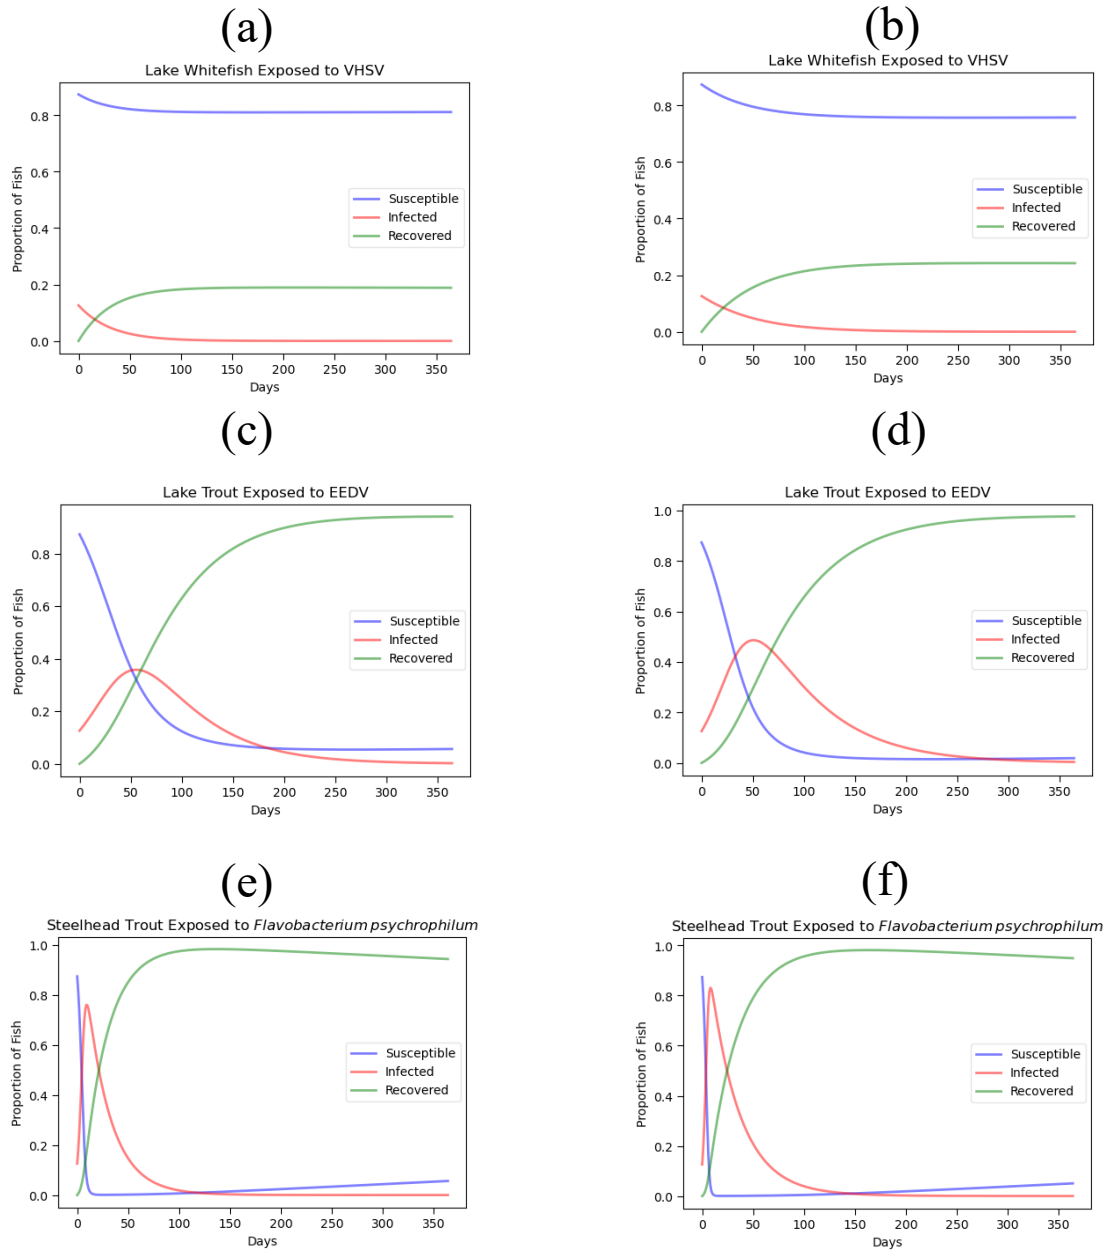 (a)
Lake Whitefish Exposed to VHSV
Proportion of Fish
0.8
0.6
0.4
0.2
0.0
Susceptible
Infected
Recovered
0 50 100 150 200 250 300 350
Days
(b)
Lake Whitefish Exposed to VHSV
Proportion of Fish
0.8
0.6
0.4
0.2
0.0
Susceptible
Infected
Recovered
0 50 100 150 200 250 300 350
Days
(c)
Lake Trout Exposed to EEDV
Proportion of Fish
0.8
0.6
0.4
0.2
0.0
Susceptible
Infected
Recovered
0 50 100 150 200 250 300 350
Days
(d)
Lake Trout Exposed to EEDV
Proportion of Fish
1.0
0.8
0.6
0.4
0.2
0.0
Susceptible
Infected
Recovered
0 50 100 150 200 250 300 350
Days
(e)
Steelhead Trout Exposed to Flavobacterium psychrophilum
Proportion of Fish
1.0
0.8
0.6
0.4
0.2
0.0
Susceptible
Infected
Recovered
0 50 100 150 200 250 300 350
Days
(f)
Steelhead Trout Exposed to Flavobacterium psychrophilum
Proportion of Fish
1.0
0.8
0.6
0.4
0.2
0.0
Susceptible
Infected
Recovered
0 50 100 150 200 250 300 350
Days